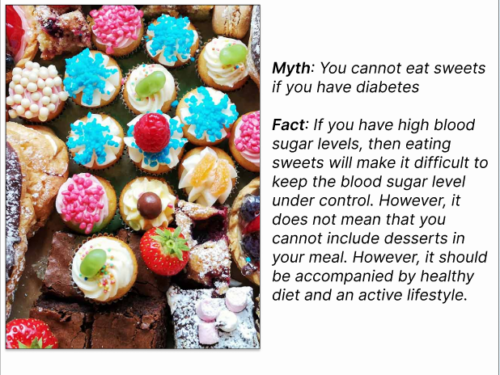 Myth: You cannot eat sweets
if you have diabetes
Fact: If you have high blood
sugar levels, then eating
sweets will make it difficult to
keep the blood sugar level
under control. However, it
does not mean that you
cannot include desserts in
your meal. However, it should
be accompanied by healthy
diet and an active lifestyle.